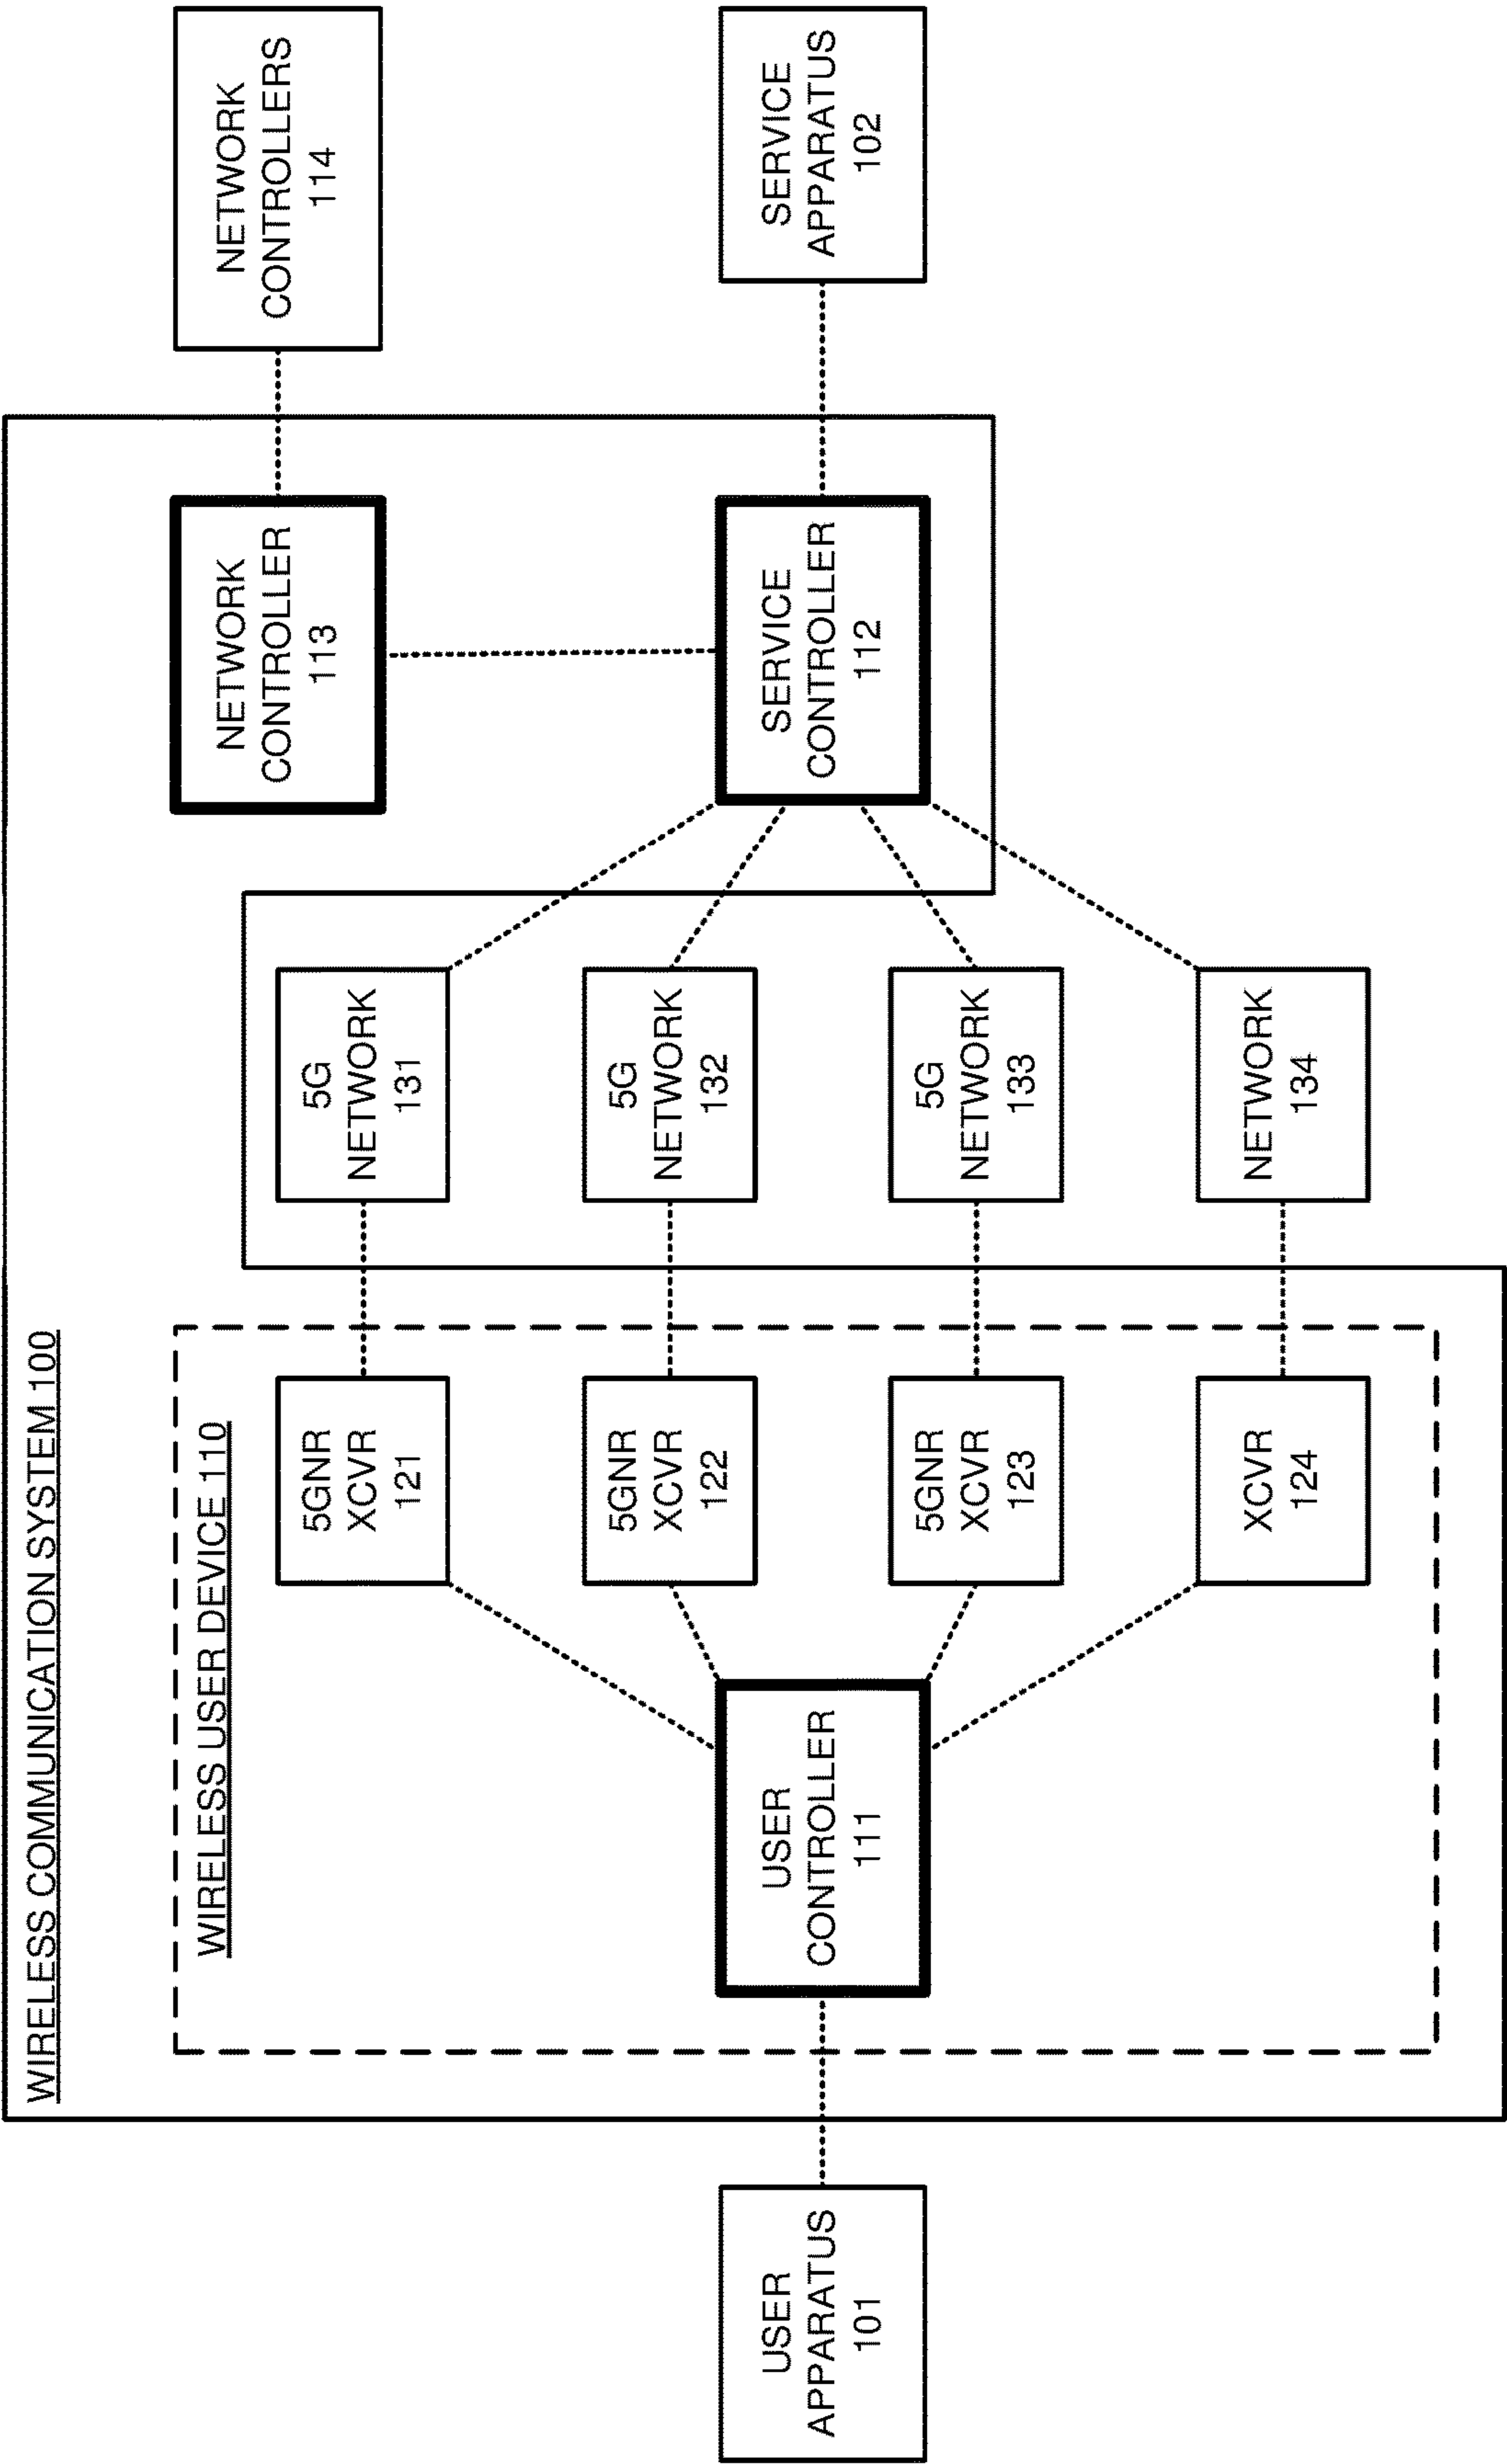 WIRELESS COMMUNICATION SYSTEM 100
WIRELESS USER DEVICE 110
USER
APPARATUS
101
USER
CONTROLLER
111
5GNR
XCVR
121
5GNR
XCVR
122
5GNR
XCVR
123
XCVR
124
5G
NETWORK
131
5G
NETWORK
132
5G
NETWORK
133
NETWORK
134
NETWORK
CONTROLLER
113
SERVICE
CONTROLLER
112
NETWORK
CONTROLLERS
114
SERVICE
APPARATUS
102